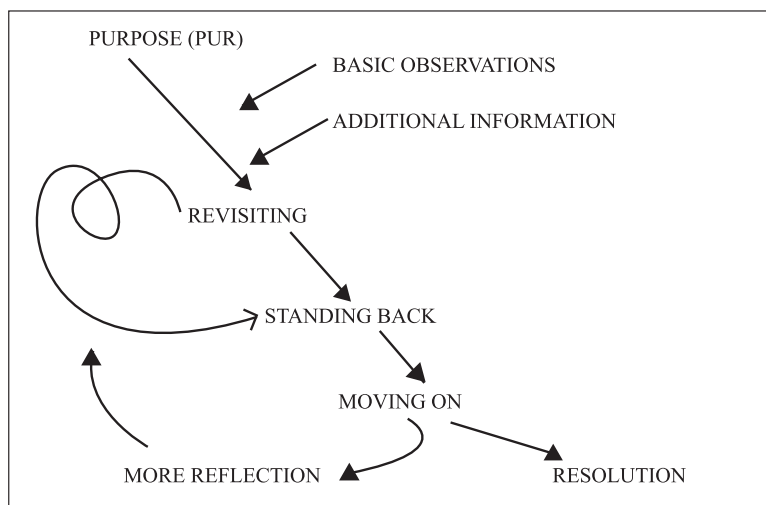 PURPOSE (PUR)
BASIC OBSERVATIONS
ADDITIONAL INFORMATION
REVISITING
STANDING BACK
MOVING ON
MORE REFLECTION
RESOLUTION